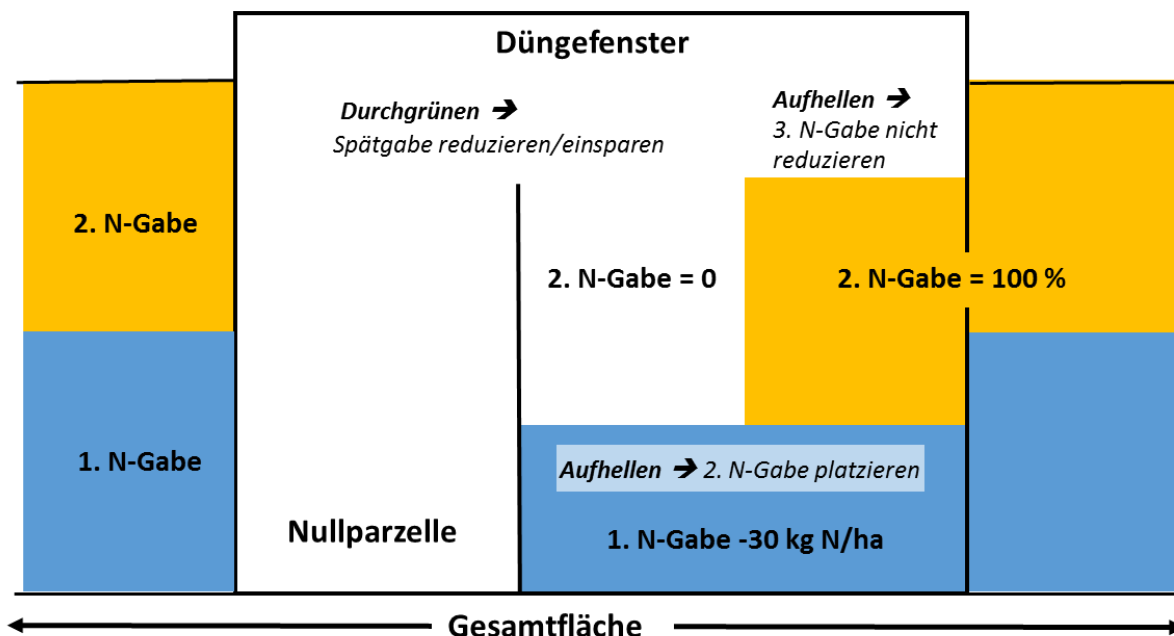 Düngefenster
Durchgrünen ➔
Spätgabe reduzieren/einsparen
Aufhellen ➔
3. N-Gabe nicht
reduzieren
2. N-Gabe
2. N-Gabe = 0
2. N-Gabe = 100 %
1. N-Gabe
Aufhellen ➔ 2. N-Gabe platzieren
Nullparzelle
1. N-Gabe -30 kg N/ha
Gesamtfläche